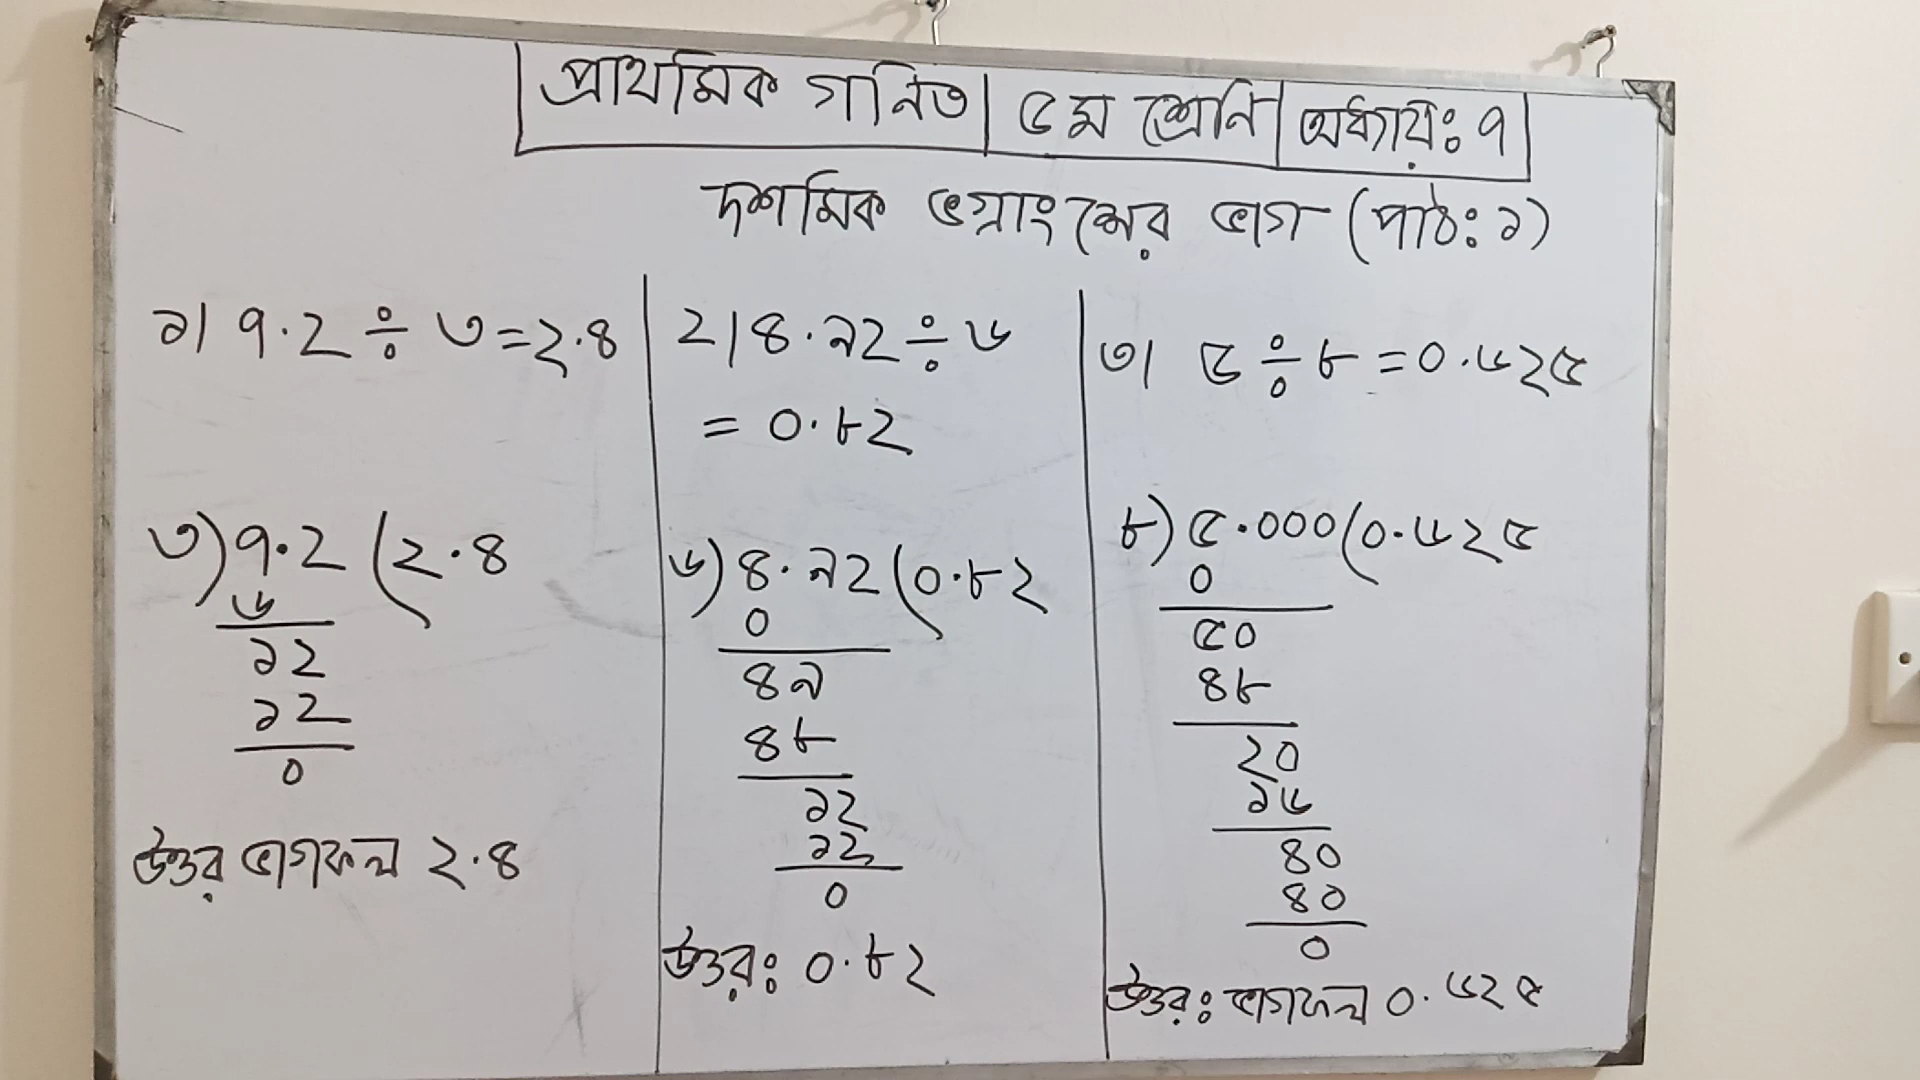 প্রাথমিক গনিত ৫ম শ্রেনি অধ্যায়ঃ ৭
দশমিক ভগ্নাংশের ভাগ (পাঠঃ ১)
১। ৭.২ ÷ ৩ = ২.৪
৩) ৭.২ (২.৪
৬
১২
১২
০
উত্তর ভাগফল ২.৪
২। ৪.৯২ ÷ ৬
= ০.৮২
৬) ৪.৯২ (০.৮২
০
৪৯
৪৮
১২
১২
০
উত্তরঃ ০.৮২
৩। ৫ ÷ ৮ = ০.৬২৫
৮) ৫.০০০ (০.৬২৫
০
৫০
৪৮
২০
১৬
৪০
৪০
০
উত্তরঃ ভাগফল ০.৬২৫